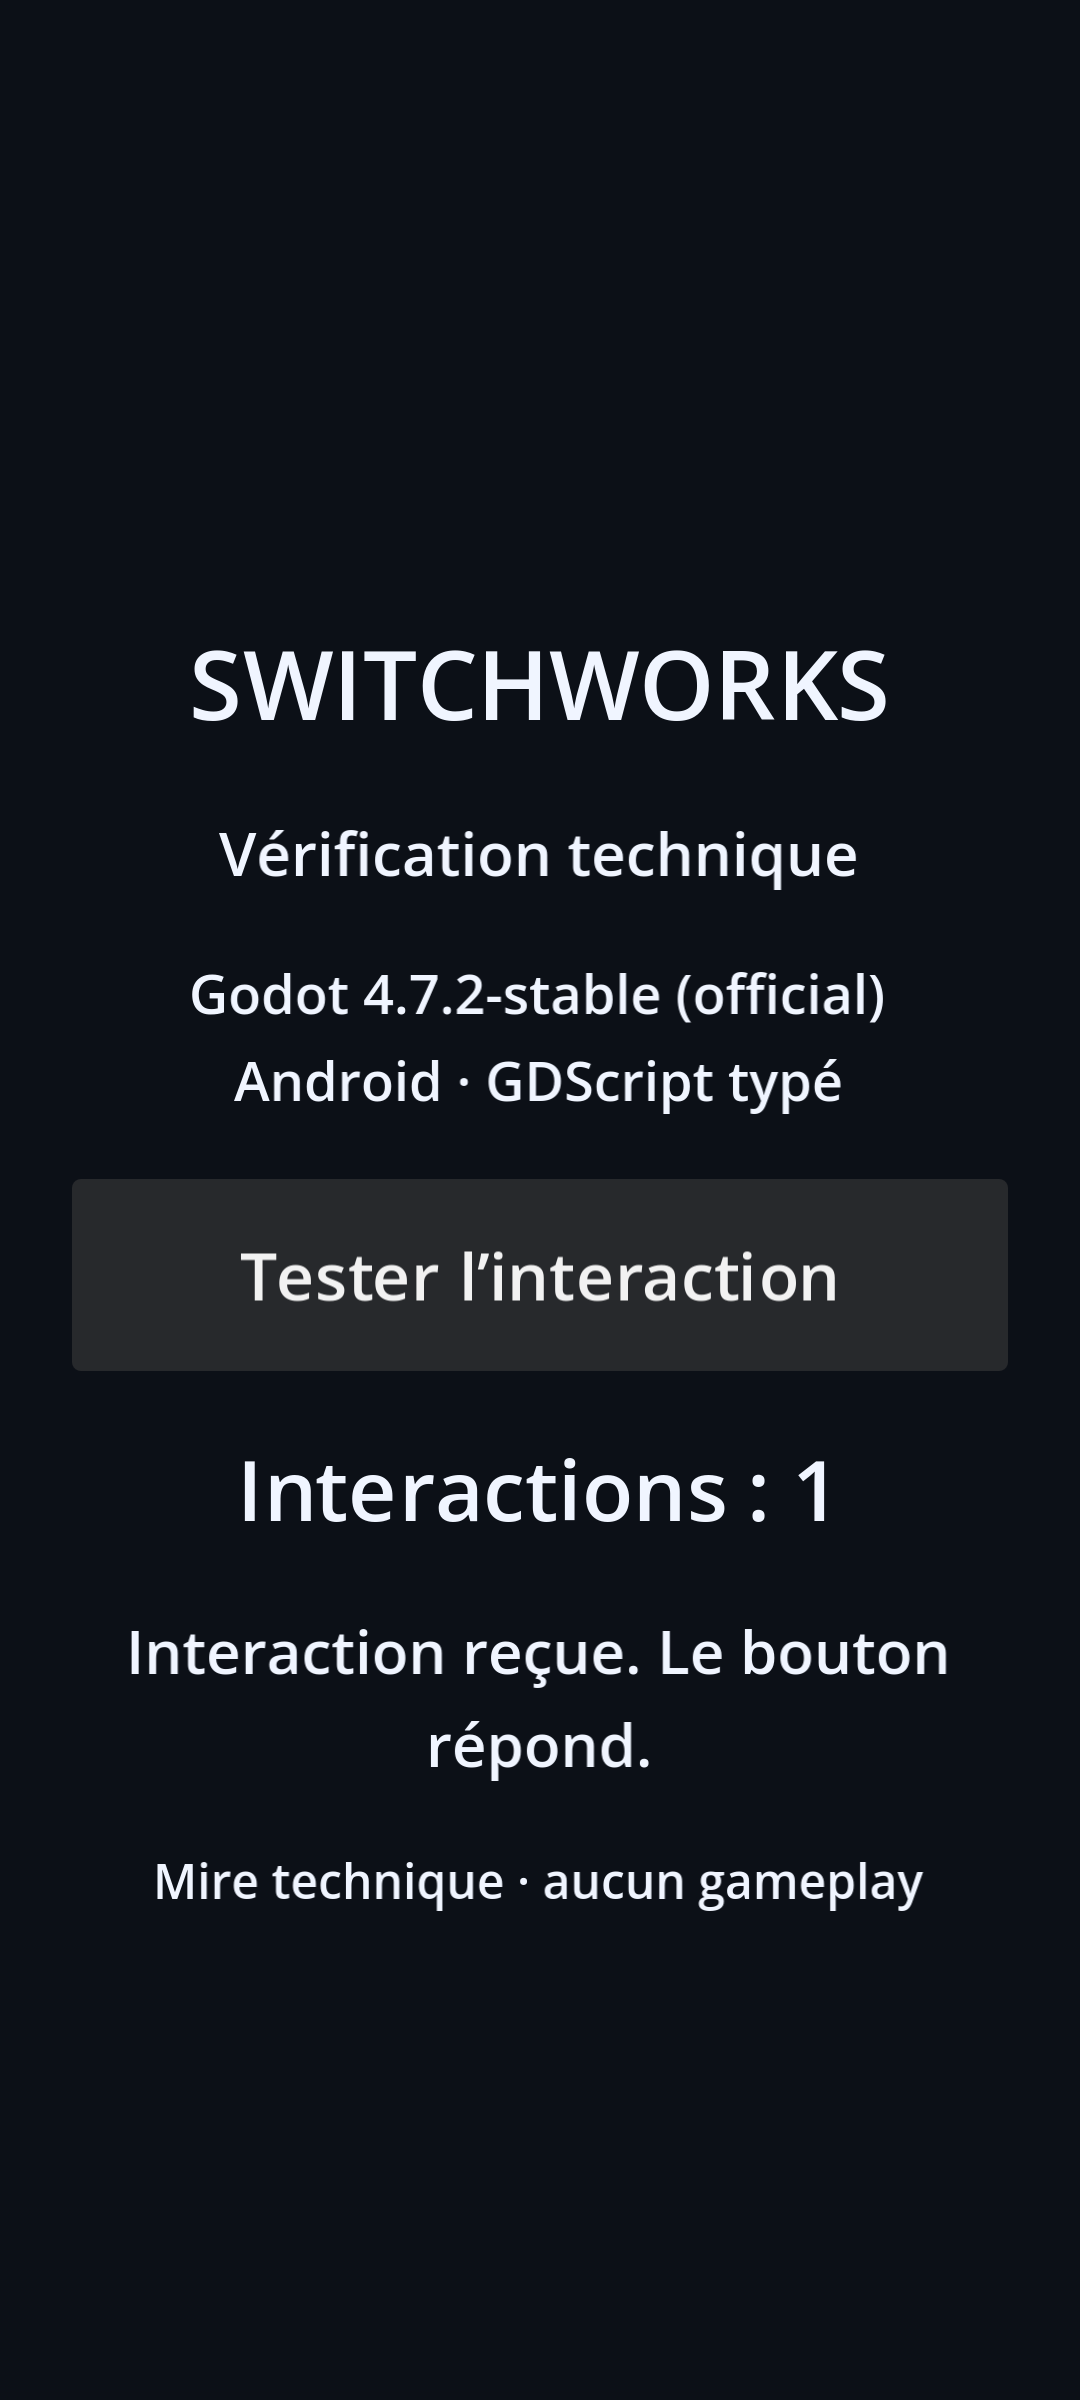 SWITCHWORKS
Vérification technique
Godot 4.7.2-stable (official)
Android · GDScript typé
Tester l’interaction
Interactions : 1
Interaction reçue. Le bouton
répond.
Mire technique · aucun gameplay